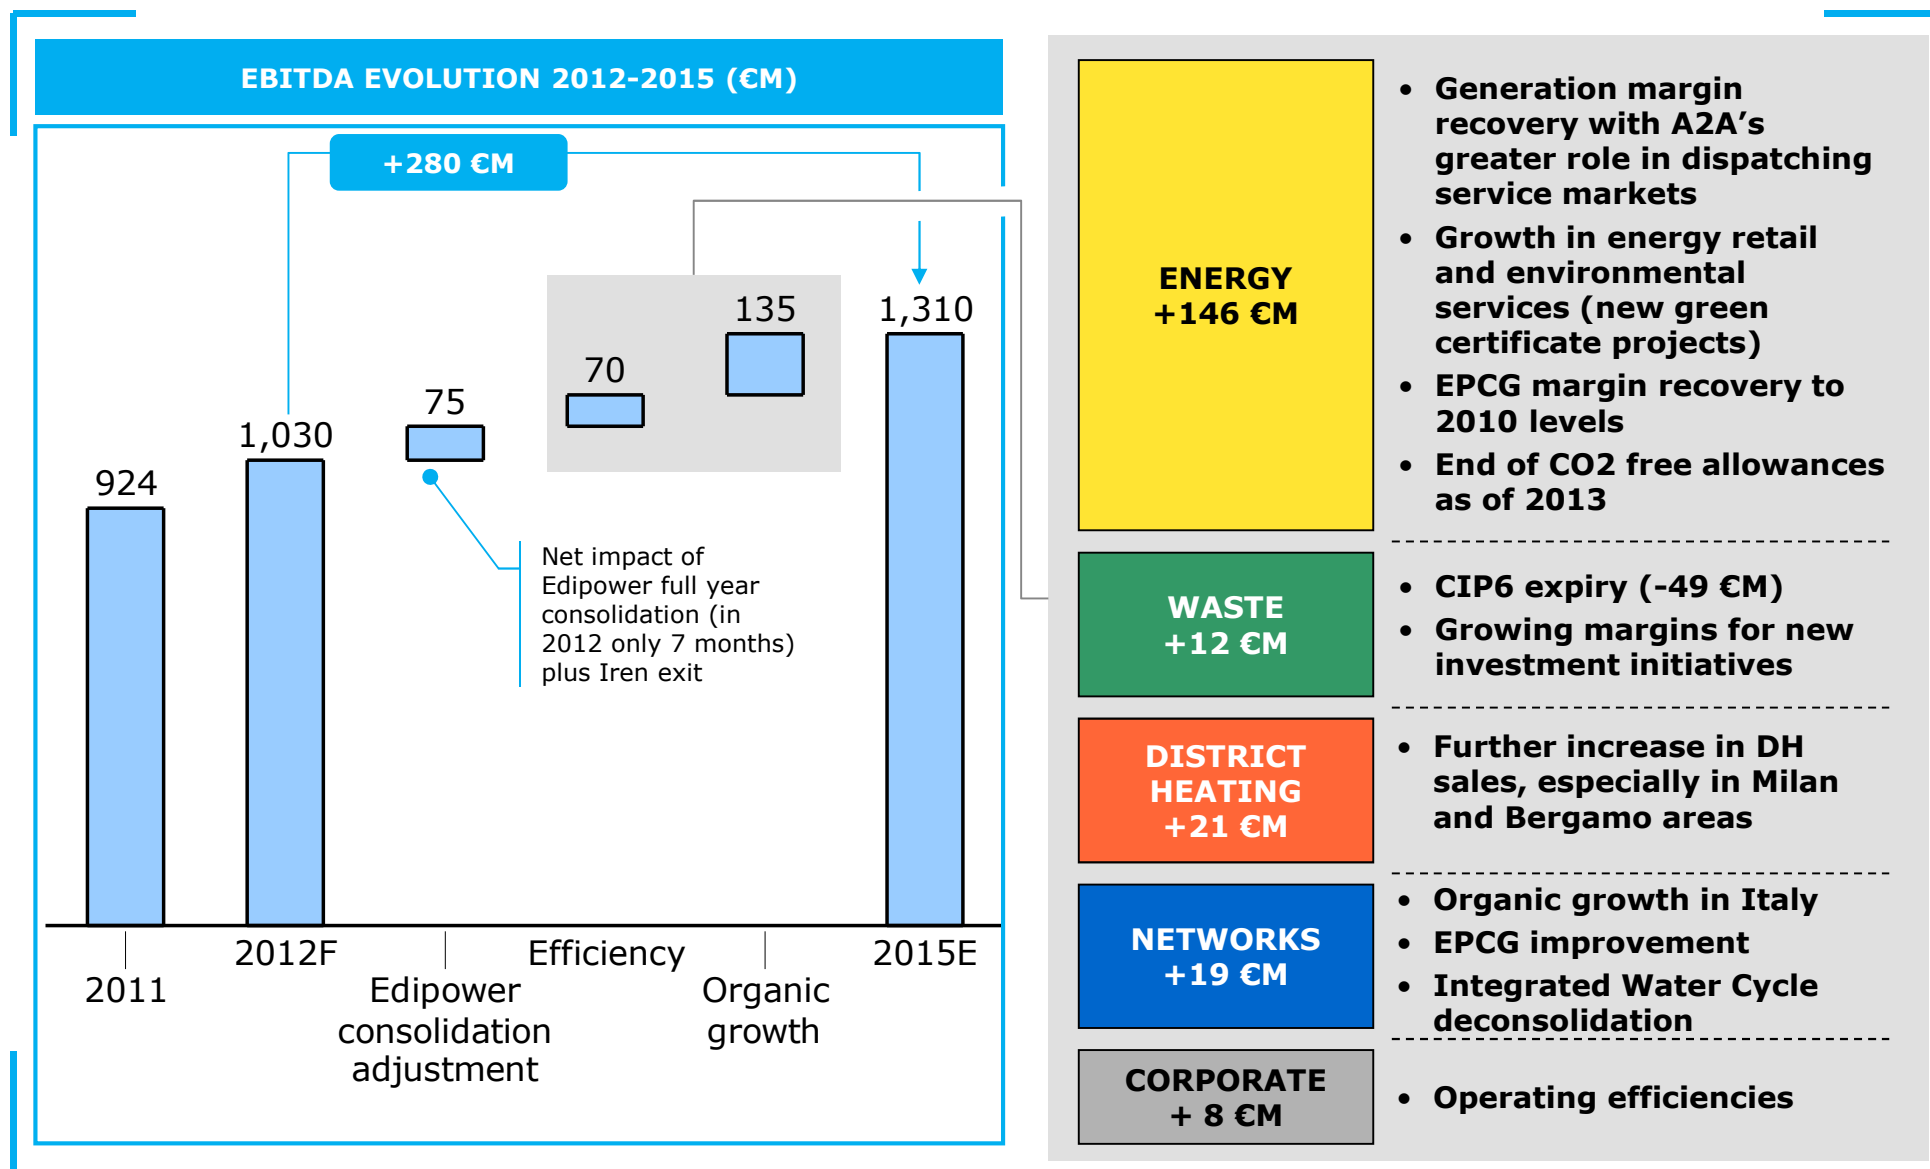 EBITDA EVOLUTION 2012-2015 (€M)
+280 €M
924
1,030
75
70
135
1,310
Net impact of
Edipower full year
consolidation (in
2012 only 7 months)
plus Iren exit
2011
2012F
Edipower
consolidation
adjustment
Efficiency
Organic
growth
2015E
ENERGY
+146 €M
• Generation margin
recovery with A2A’s
greater role in dispatching
service markets
• Growth in energy retail
and environmental
services (new green
certificate projects)
• EPCG margin recovery to
2010 levels
• End of CO2 free allowances
as of 2013
WASTE
+12 €M
• CIP6 expiry (-49 €M)
• Growing margins for new
investment initiatives
DISTRICT
HEATING
+21 €M
• Further increase in DH
sales, especially in Milan
and Bergamo areas
NETWORKS
+19 €M
• Organic growth in Italy
• EPCG improvement
• Integrated Water Cycle
deconsolidation
CORPORATE
+ 8 €M
• Operating efficiencies